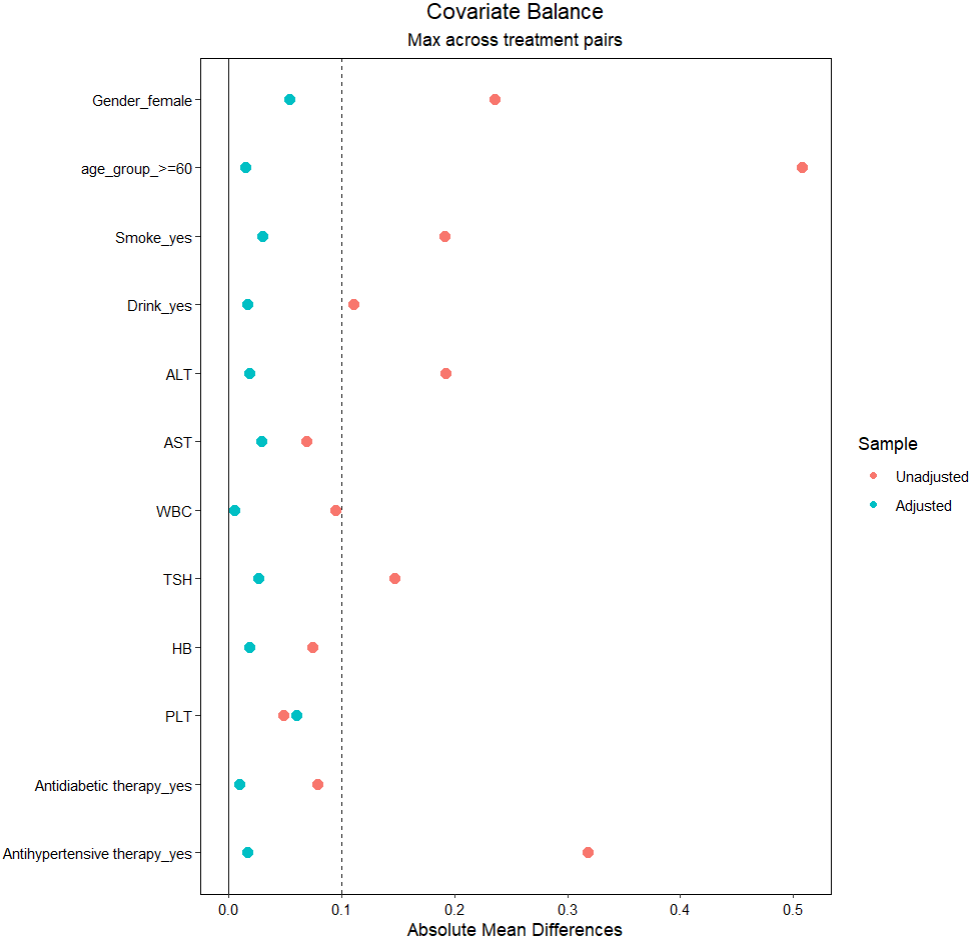 Covariate Balance
Max across treatment pairs
Gender_female
age_group_>=60
Smoke_yes
Drink_yes
ALT
AST
WBC
TSH
HB
PLT
Antidiabetic therapy_yes
Antihypertensive therapy_yes
0.0 0.1 0.2 0.3 0.4 0.5
Absolute Mean Differences
Sample
Unadjusted
Adjusted